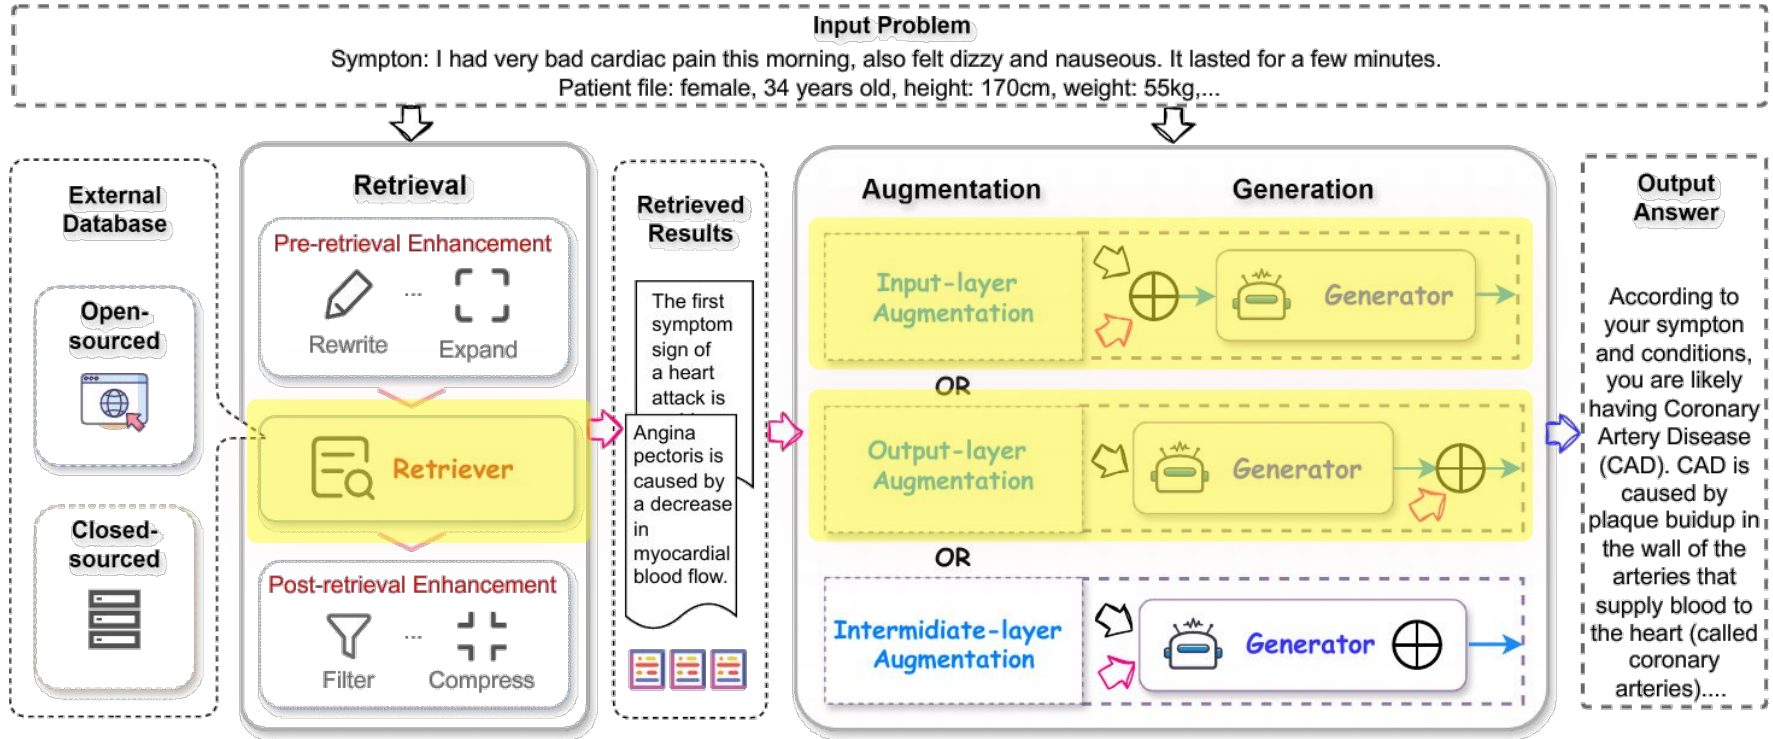 Input Problem
Sympton: I had very bad cardiac pain this morning, also felt dizzy and nauseous. It lasted for a few minutes.
Patient file: female, 34 years old, height: 170cm, weight: 55kg,...
External
Database
Open-
sourced
Closed-
sourced
Retrieval
Pre-retrieval Enhancement
...
Rewrite
Expand
Retriever
Post-retrieval Enhancement
...
Filter
Compress
Retrieved
Results
The first
symptom
sign of
a heart
attack is
Angina
pectoris is
caused by
a decrease
in
myocardial
blood flow.
Augmentation
Generation
Input-layer
Augmentation
Generator
OR
Output-layer
Augmentation
Generator
OR
Intermidiate-layer
Augmentation
Generator
Output
Answer
According to
your sympton
and conditions,
you are likely
having Coronary
Artery Disease
(CAD). CAD is
caused by
plaque buidup in
the wall of the
arteries that
supply blood to
the heart (called
coronary
arteries)....